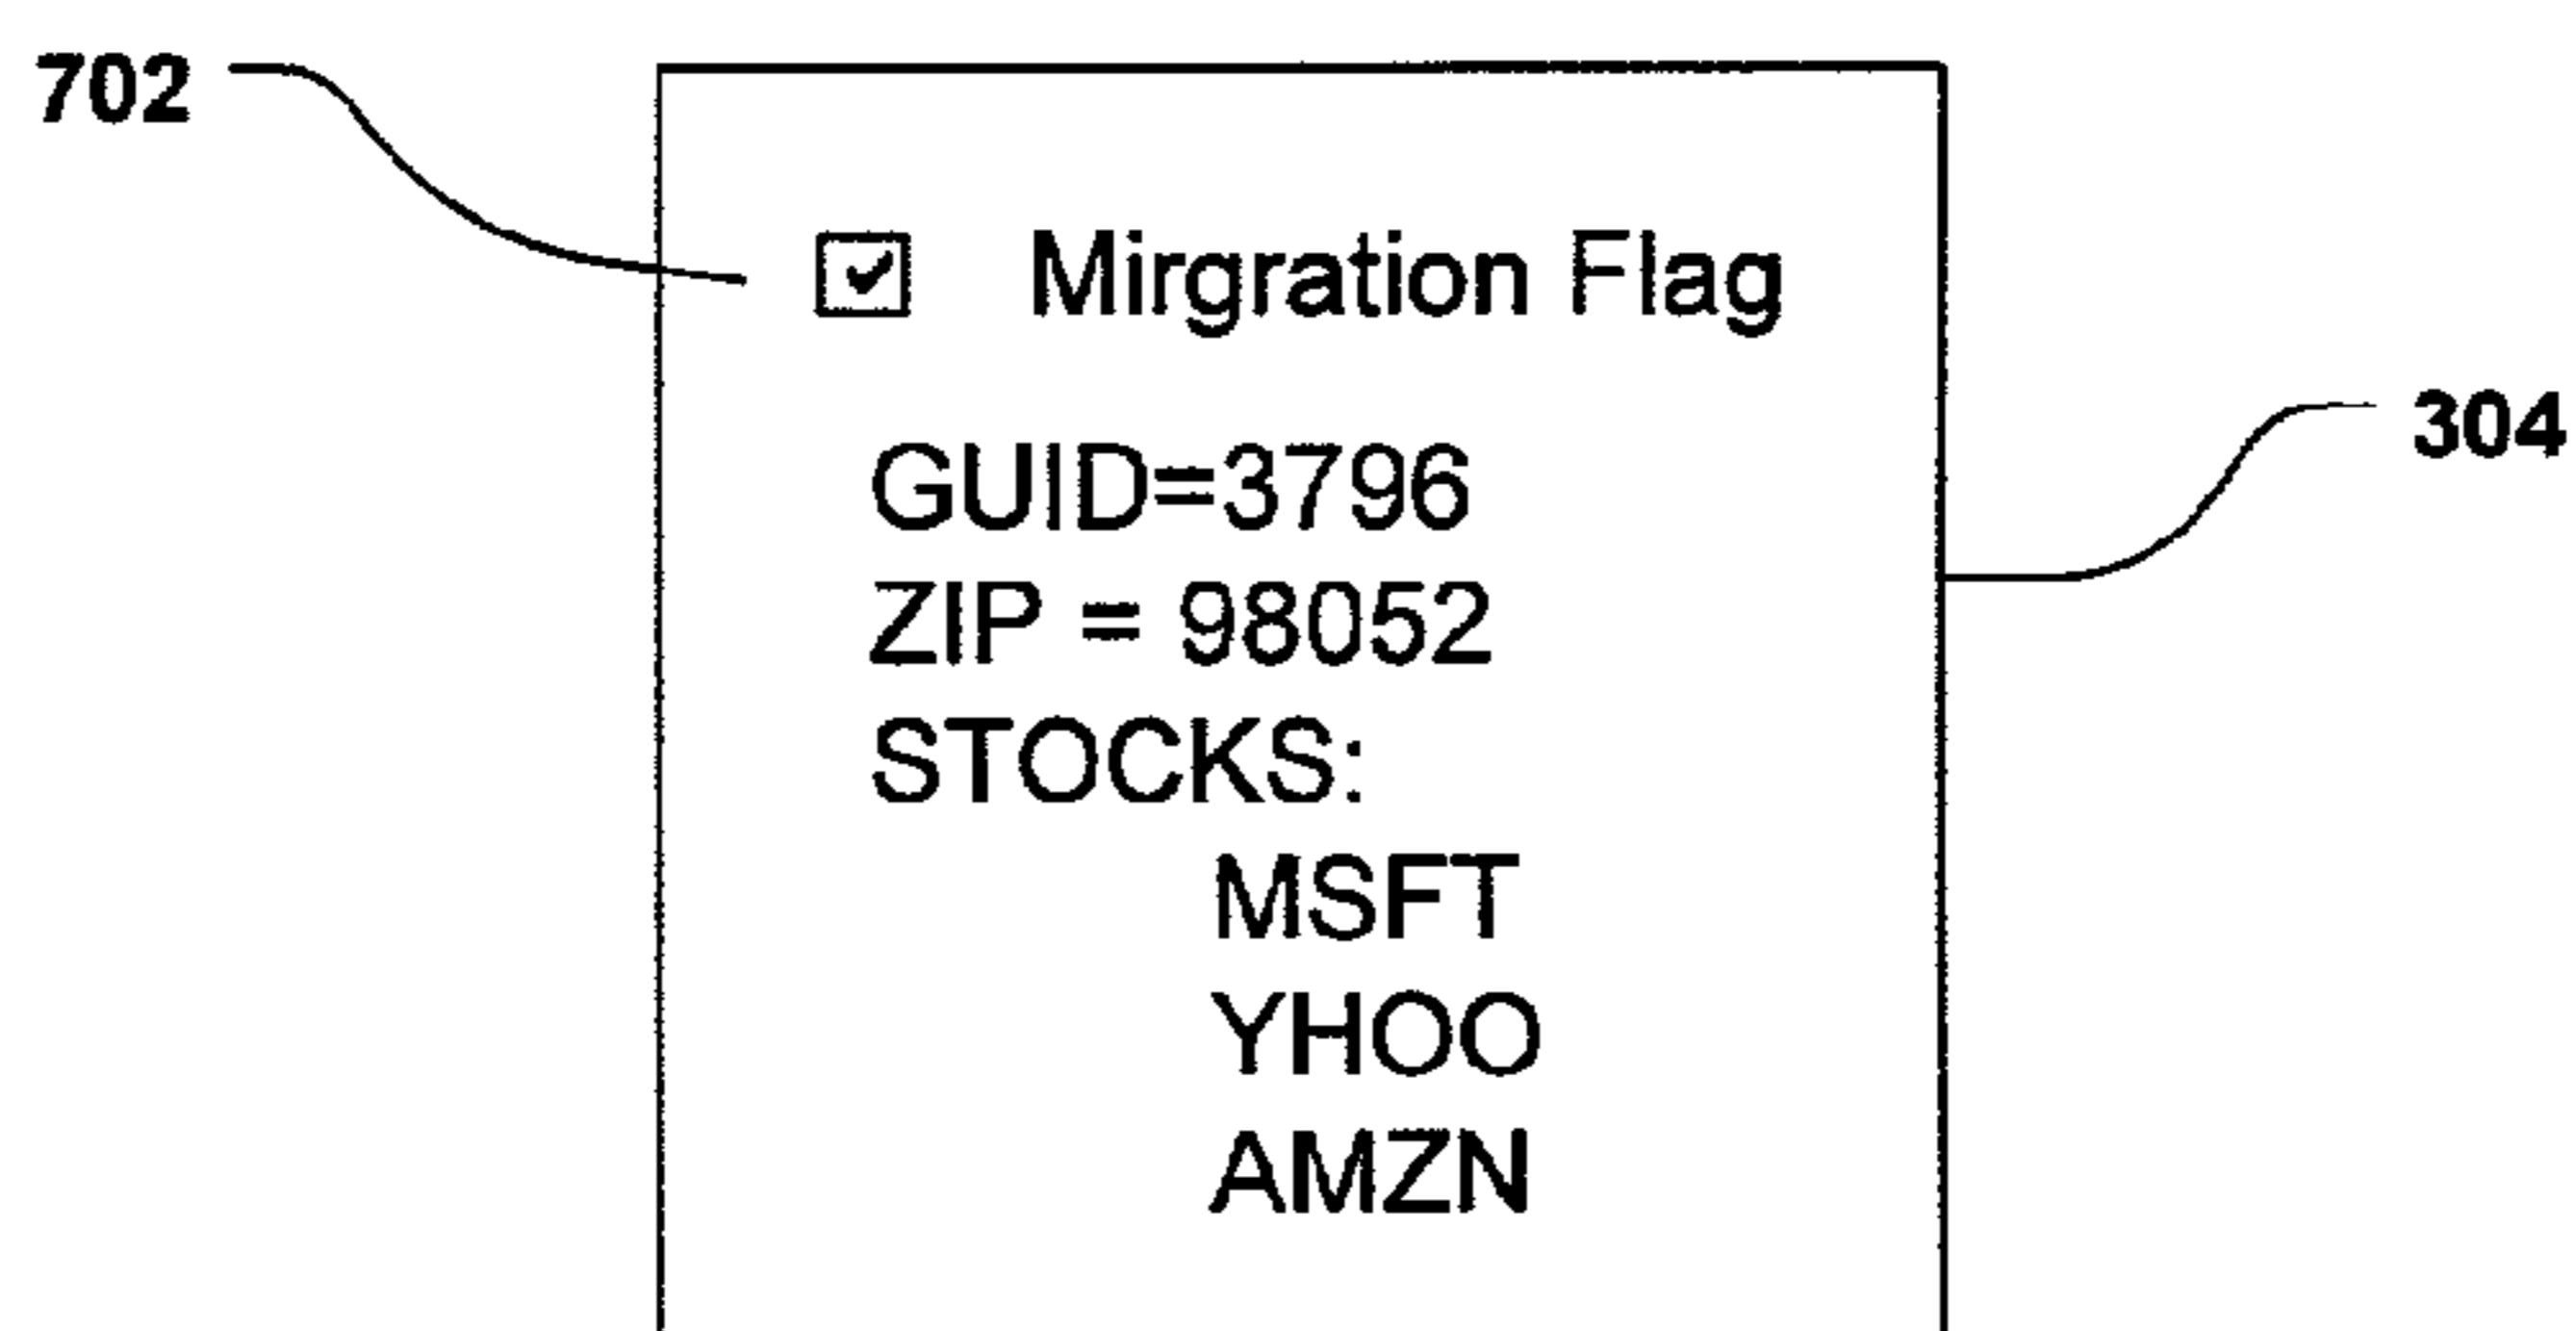 702
☑ Mirgration Flag
304
GUID=3796
ZIP = 98052
STOCKS:
MSFT
YHOO
AMZN